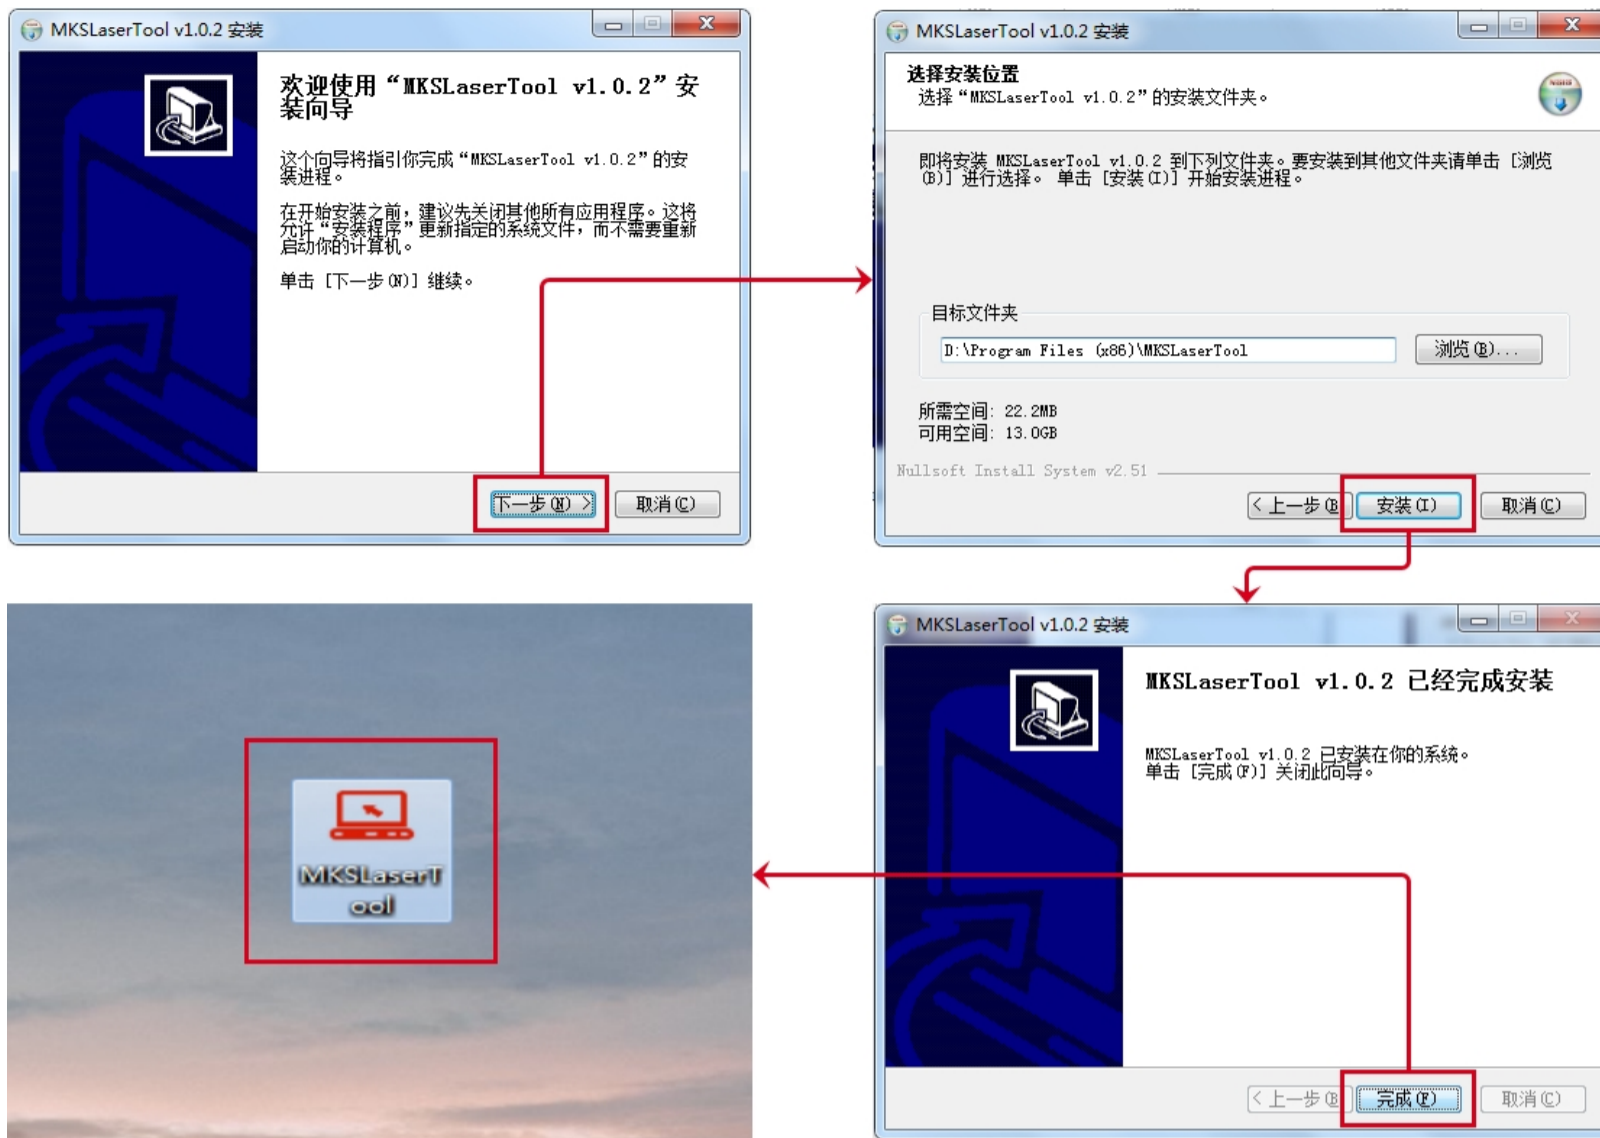 MKSLaserTool v1.0.2 安装
欢迎使用“MKSLaserTool v1.0.2”安
装向导
这个向导将指引你完成“MKSLaserTool v1.0.2”的安
装进程。
在开始安装之前，建议先关闭其他所有应用程序。这将
允许“安装程序”更新指定的系统文件，而不需要重新
启动你的计算机。
单击 [下一步(N)] 继续。
下一步(N) >
取消(C)
MKSLaserTool v1.0.2 安装
选择安装位置
选择“MKSLaserTool v1.0.2”的安装文件夹。
即将安装 MKSLaserTool v1.0.2 到下列文件夹。要安装到其他文件夹请单击 [浏览
(B)] 进行选择。 单击 [安装(I)] 开始安装进程。
目标文件夹
D:\Program Files (x86)\MKSLaserTool
浏览(B)...
所需空间: 22.2MB
可用空间: 13.0GB
Nullsoft Install System v2.51
< 上一步(B
安装(I)
取消(C)
MKSLaserTool v1.0.2 安装
MKSLaserTool v1.0.2 已经完成安装
MKSLaserTool v1.0.2 已安装在你的系统。
单击 [完成(F)] 关闭此向导。
< 上一步(B
完成(F)
取消(C)
MKSLaserT
ool